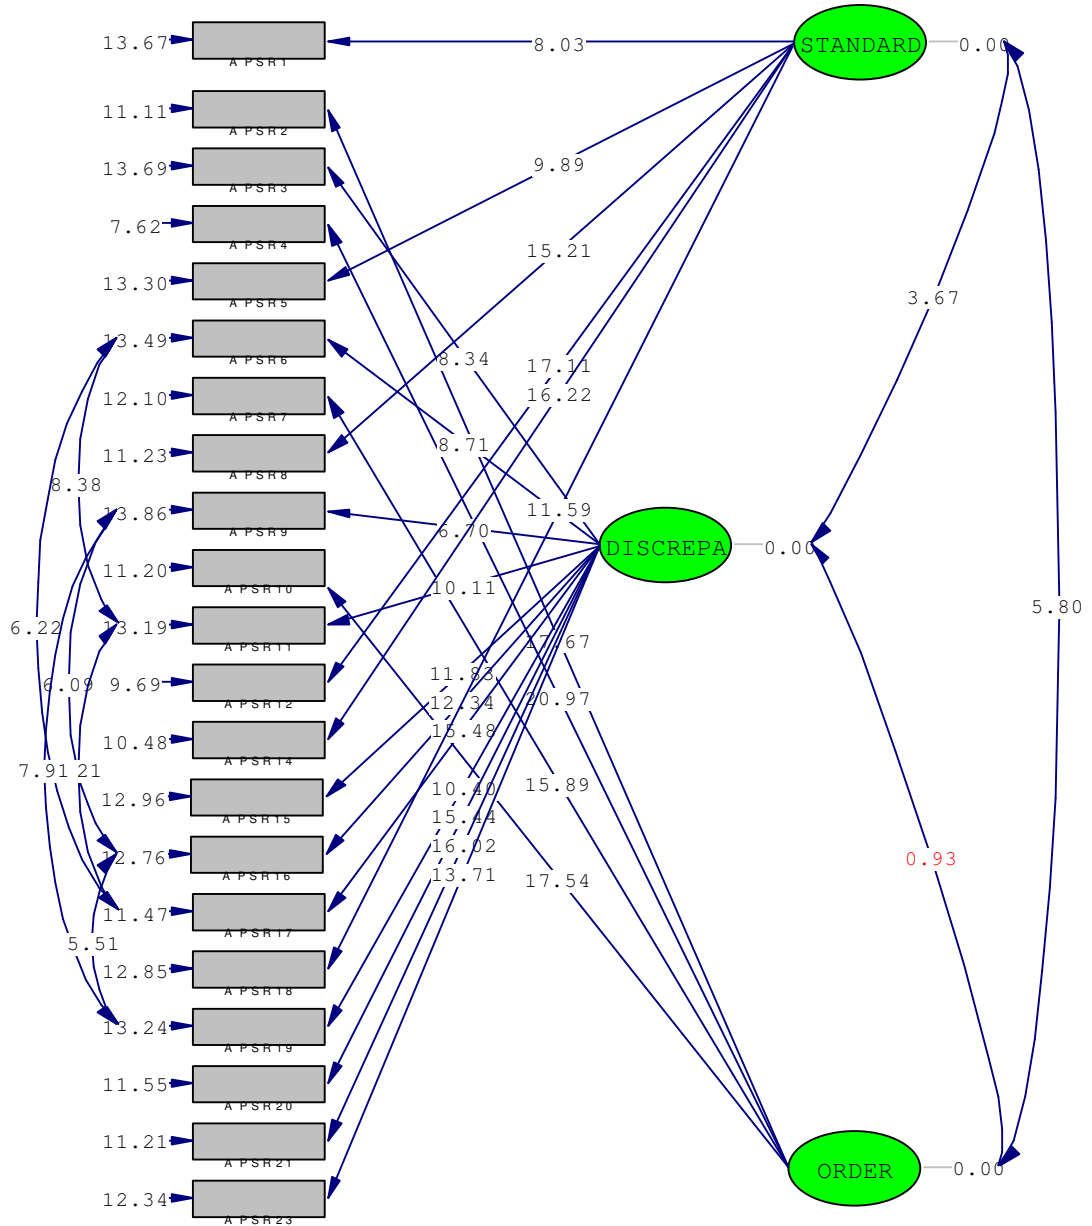 13.67 APSR1 8.03 STANDARD 0.00
11.11 APSR2
13.69 APSR3 9.89
7.62 APSR4
15.21
13.30 APSR5
3.67
13.49 APSR6
8.34 17.11
12.10 APSR7 16.22
8.71
11.23 APSR8
8.38
13.86 APSR9 11.59
6.70 DISCREPA 0.00
11.20 APSR10
10.11
5.80
6.22 13.19 APSR11
6.09 9.69 APSR12 11.83
12.34 20.97
10.48 APSR14 15.48
7.91 21
12.96 APSR15 10.40 15.89
15.44
12.76 APSR16 16.02 0.93
13.71 17.54
11.47 APSR17
5.51
12.85 APSR18
13.24 APSR19
11.55 APSR20
11.21 APSR21
ORDER 0.00
12.34 APSR23